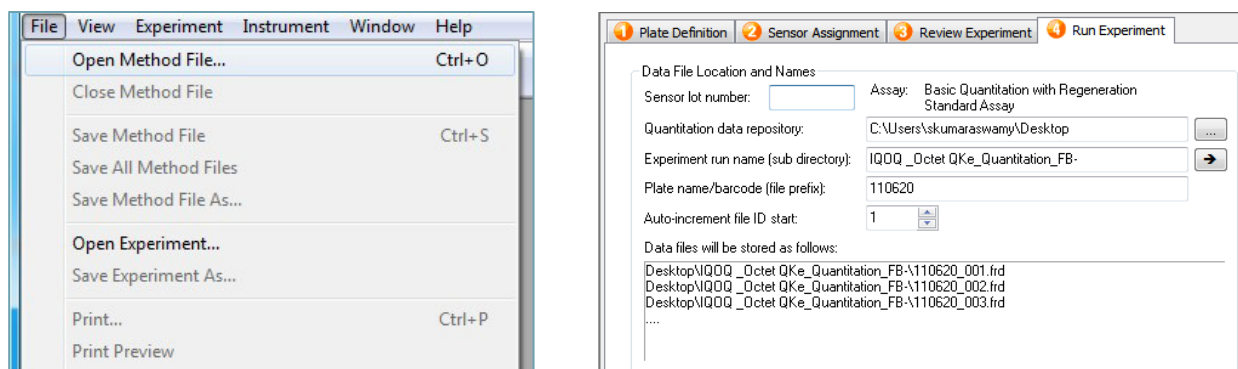 File View Experiment Instrument Window Help
Open Method File... Ctrl+O
Close Method File
Save Method File Ctrl+S
Save All Method Files
Save Method File As...
Open Experiment...
Save Experiment As...
Print... Ctrl+P
Print Preview
1 Plate Definition 2 Sensor Assignment 3 Review Experiment 4 Run Experiment
Data File Location and Names
Sensor lot number: Assay: Basic Quantitation with Regeneration
Standard Assay
Quantitation data repository: C:\Users\skumaraswamy\Desktop ...
Experiment run name (sub directory): IQOQ _Octet QKe_Quantitation_FB-
Plate name/barcode (file prefix): 110620
Auto-increment file ID start: 1
Data files will be stored as follows:
Desktop\IQOQ _Octet QKe_Quantitation_FB-\110620_001.frd
Desktop\IQOQ _Octet QKe_Quantitation_FB-\110620_002.frd
Desktop\IQOQ _Octet QKe_Quantitation_FB-\110620_003.frd
....